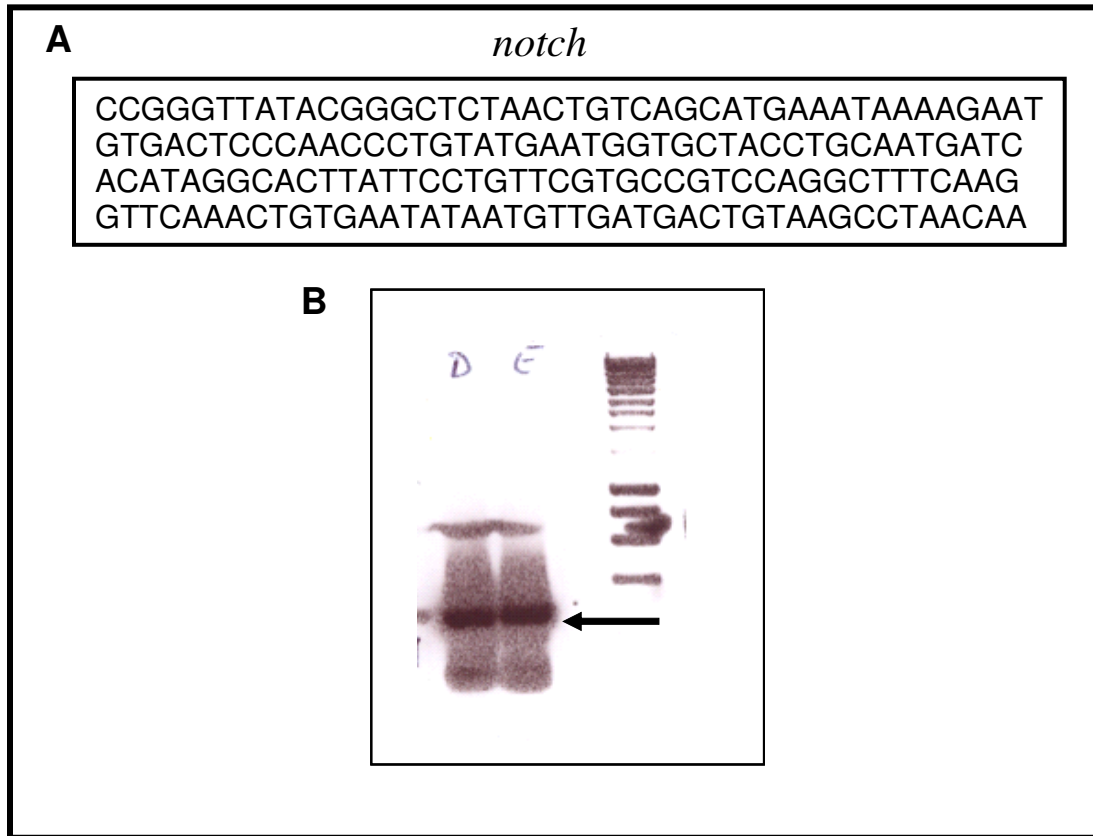 A
notch
CCGGGTTATACGGGCTCTAACTGTCAGCATGAAATAAAAGAAT
GTGACTCCCAACCCTGTATGAATGGTGCTACCTGCAATGATC
ACATAGGCACTTATTCCTGTTCGTGCCGTCCAGGCTTTCAAG
GTTCAAACTGTGAATATAATGTTGATGACTGTAAGCCTAACAA
B
D E